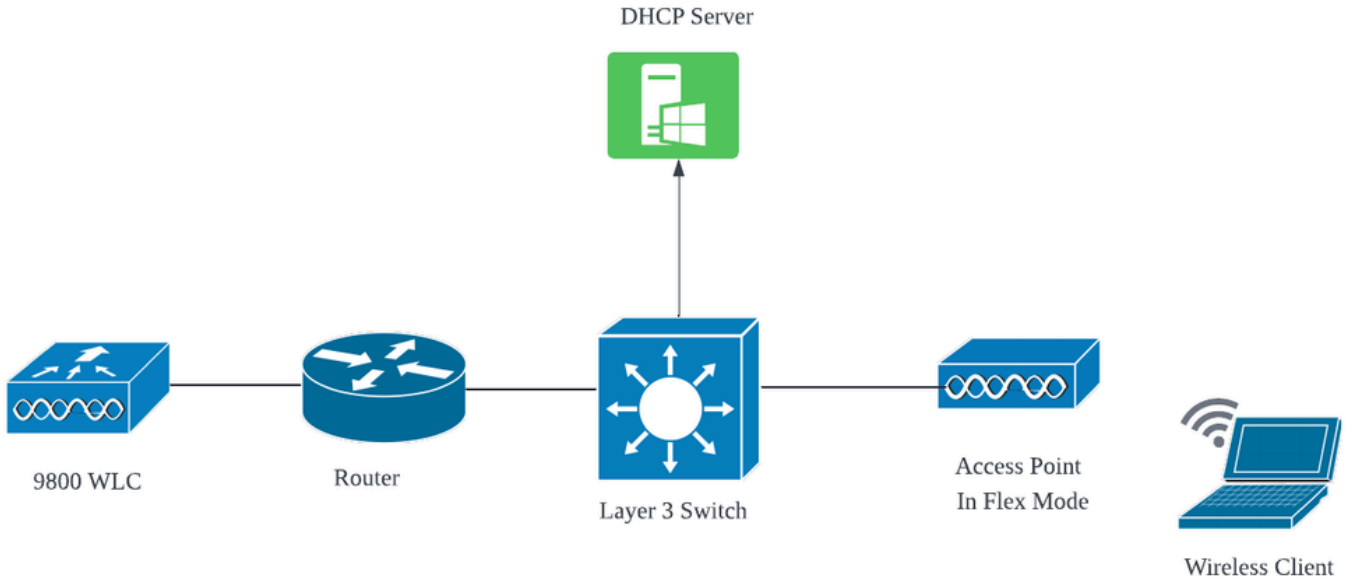 DHCP Server
9800 WLC
Router
Layer 3 Switch
Access Point
In Flex Mode
Wireless Client